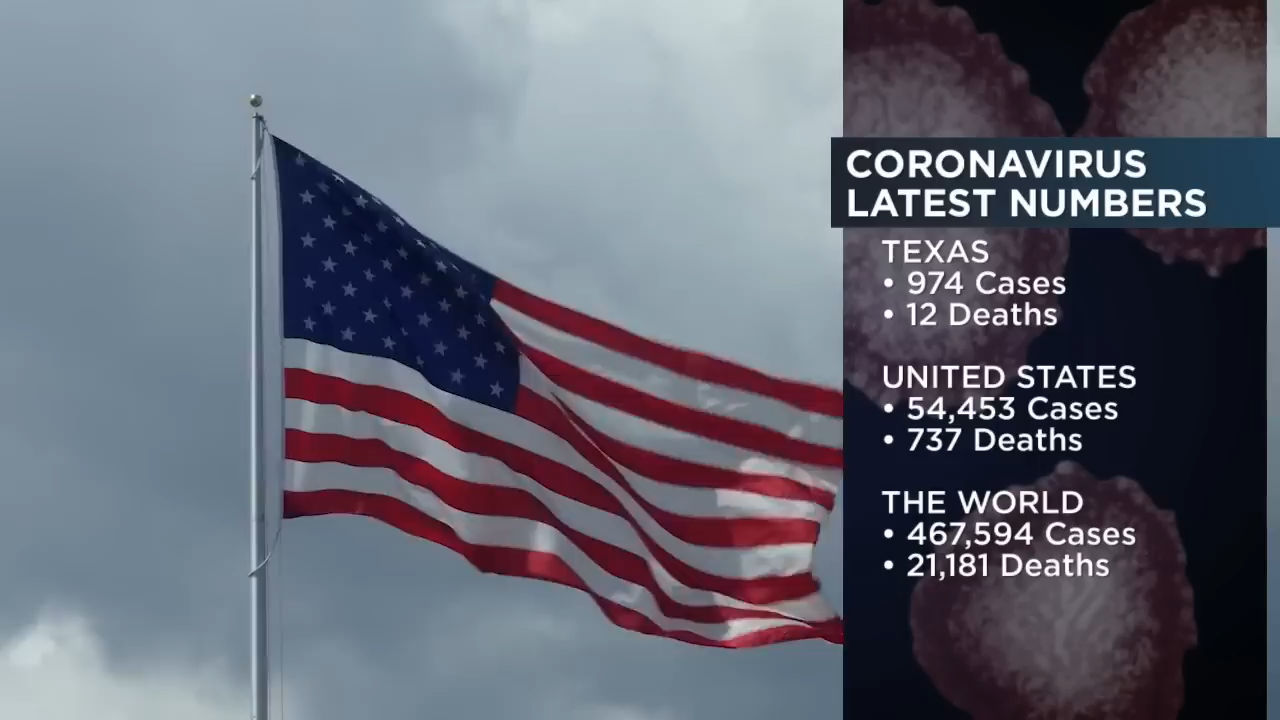 CORONAVIRUS
LATEST NUMBERS
TEXAS
• 974 Cases
• 12 Deaths
UNITED STATES
• 54,453 Cases
• 737 Deaths
THE WORLD
• 467,594 Cases
• 21,181 Deaths